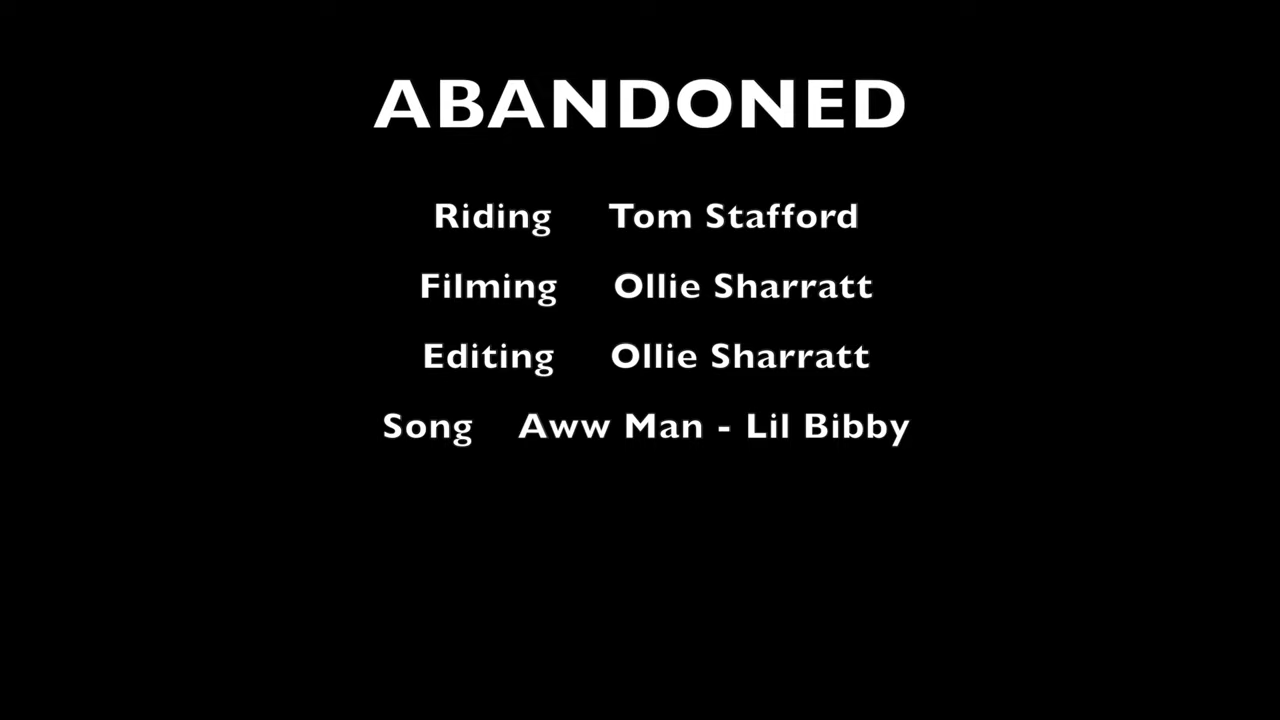 ABANDONED
Riding Tom Stafford
Filming Ollie Sharratt
Editing Ollie Sharratt
Song Aww Man - Lil Bibby